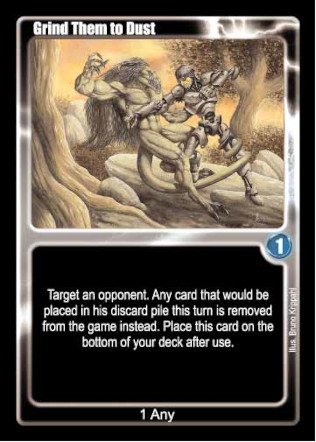 Grind Them to Dust
1
Target an opponent. Any card that would be
placed in his discard pile this turn is removed
from the game instead. Place this card on the
bottom of your deck after use.
Illus. Bruno
1 Any